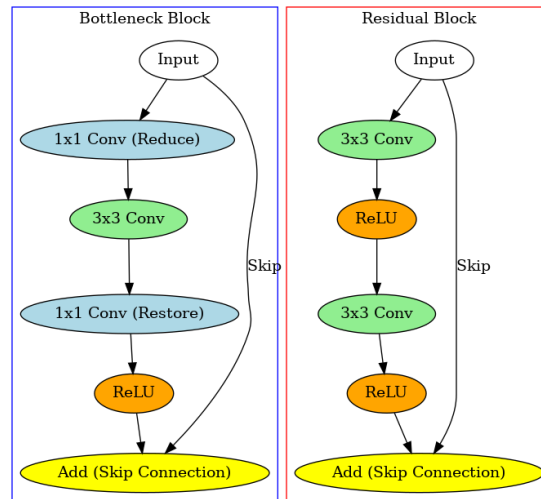 Bottleneck Block
Input
1x1 Conv (Reduce)
3x3 Conv
Skip
1x1 Conv (Restore)
ReLU
Add (Skip Connection)
Residual Block
Input
3x3 Conv
ReLU
Skip
3x3 Conv
ReLU
Add (Skip Connection)